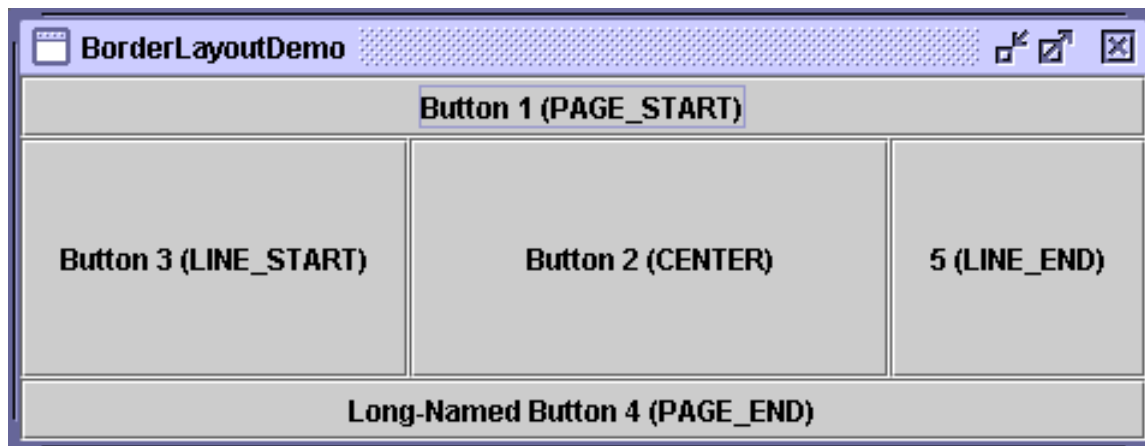 BorderLayoutDemo
Button 1 (PAGE_START)
Button 3 (LINE_START)
Button 2 (CENTER)
5 (LINE_END)
Long-Named Button 4 (PAGE_END)